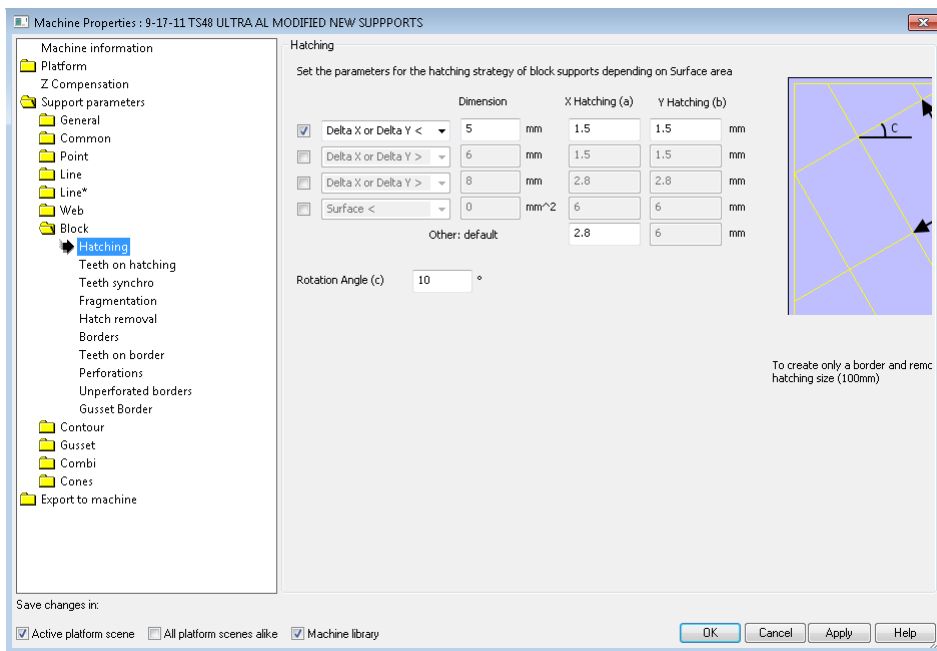 Machine Properties : 9-17-11 TS48 ULTRA AL MODIFIED NEW SUPPPORTS
Machine information
Platform
Z Compensation
Support parameters
General
Common
Point
Line
Line*
Web
Block
Hatching
Teeth on hatching
Teeth synchro
Fragmentation
Hatch removal
Borders
Teeth on border
Perforations
Unperforated borders
Gusset Border
Contour
Gusset
Combi
Cones
Export to machine
Hatching
Set the parameters for the hatching strategy of block supports depending on Surface area
Dimension X Hatching (a) Y Hatching (b)
Delta X or Delta Y < 5 mm 1.5 1.5 mm
Delta X or Delta Y > 6 mm 1.5 1.5 mm
Delta X or Delta Y > 8 mm 2.8 2.8 mm
Surface < 0 mm^2 6 6 mm
Other: default 2.8 6 mm
Rotation Angle (c) 10 °
C
To create only a border and remc
hatching size (100mm)
Save changes in:
Active platform scene All platform scenes alike Machine library
OK Cancel Apply Help